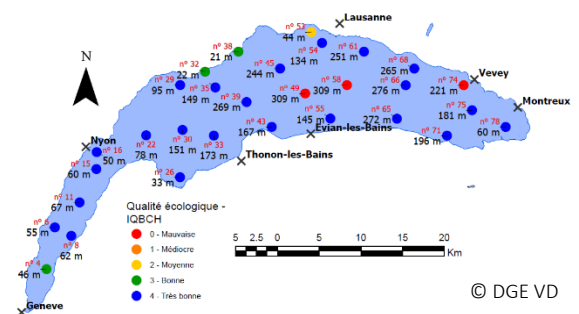 n° 53
44 m
Lausanne
n° 38
21 m
n° 54
134 m
n° 61
251 m
N
n° 32
22 m
n° 45
244 m
n° 68
265 m
n° 29
95 m
n° 35
149 m
n° 49
309 m
n° 58
309 m
n° 66
276 m
n° 74
221 m
Vevey
n° 39
269 m
n° 75
181 m
Montreux
n° 55
145 m
n° 65
272 m
n° 78
60 m
n° 43
167 m
Evian-les-Bains
n° 71
196 m
Nyon
n° 16
50 m
n° 22
78 m
n° 30
151 m
n° 33
173 m
Thonon-les-Bains
n° 15
60 m
n° 26
33 m
n° 11
67 m
n° 6
55 m
n° 8
62 m
n° 4
46 m
Geneve
Qualité écologique -
IQBCH
0 - Mauvaise
1 - Médiocre
2 - Moyenne
3 - Bonne
4 - Très bonne
5 2.5 0 5 10 15 20
Km
© DGE VD